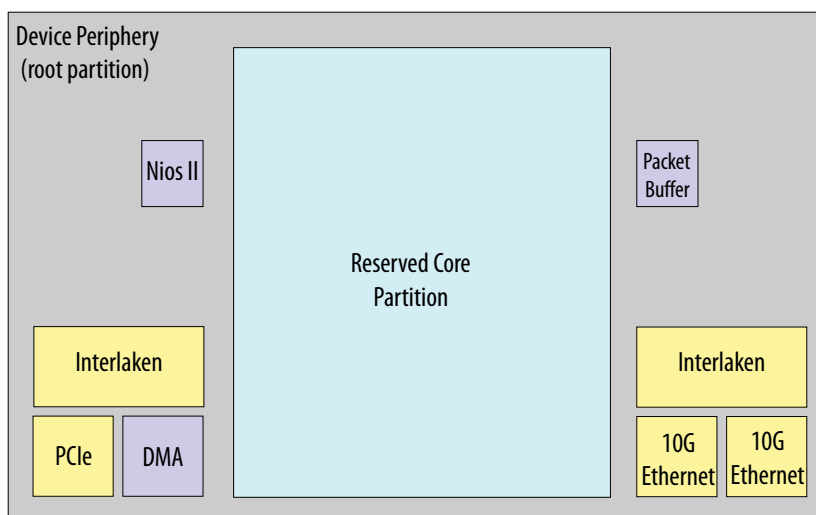 Device Periphery
(root partition)
Nios II
Packet
Buffer
Reserved Core
Partition
Interlaken
Interlaken
PCIe
DMA
10G
Ethernet
10G
Ethernet